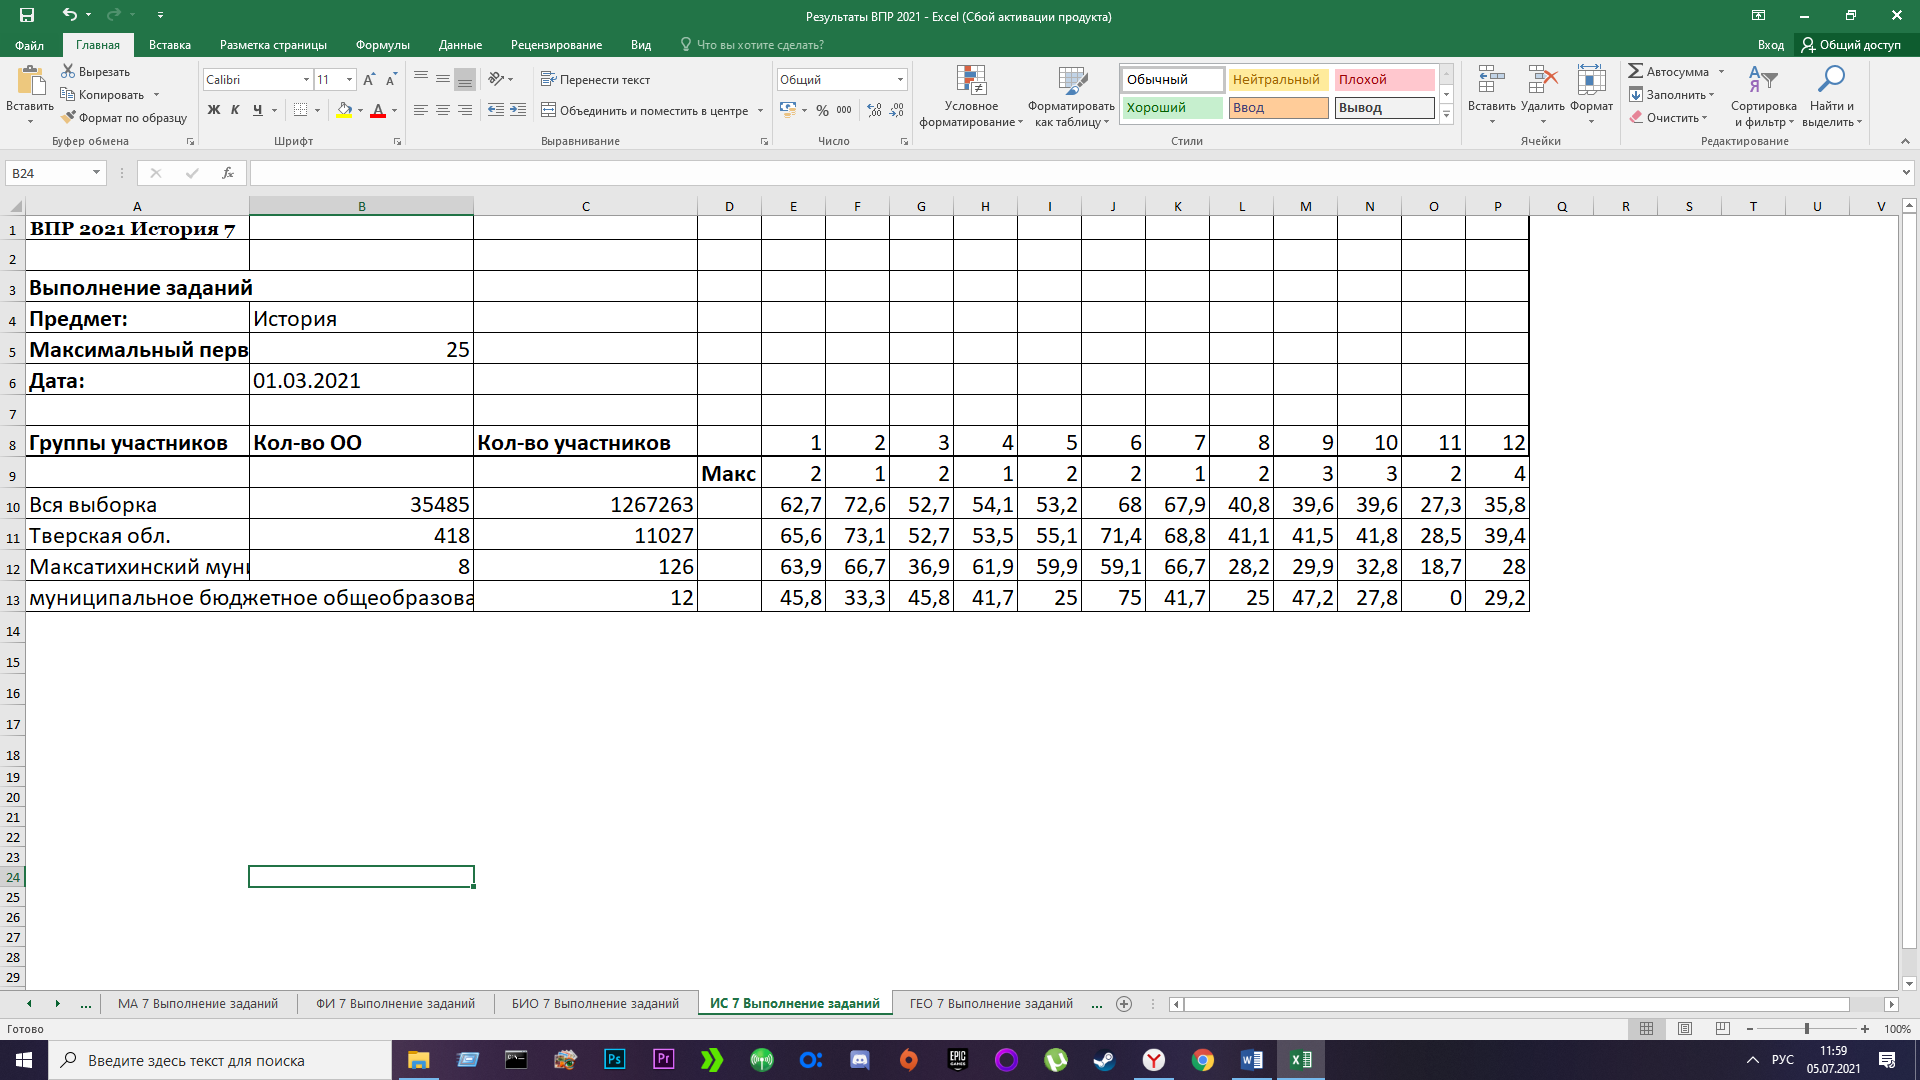 Результаты ВПР 2021 - Excel (Сбой активации продукта)
Файл Главная Вставка Разметка страницы Формулы Данные Рецензирование Вид Что вы хотите сделать? Вход Общий доступ
Вставить
Вырезать
Копировать
Формат по образцу
Буфер обмена
Calibri 11
Ж К Ч
Шрифт
Перенести текст
Объединить и поместить в центре
Выравнивание
Общий
% 000
Число
Условное форматирование
Форматировать как таблицу
Обычный Нейтральный Плохой
Хороший Ввод Вывод
Стили
Вставить Удалить Формат
Ячейки
Автосумма
Заполнить
Очистить
Сортировка и фильтр
Найти и выделить
Редактирование
B24 fx
A B C D E F G H I J K L M N O P Q R S T U V
1 ВПР 2021 История 7
2
3 Выполнение заданий
4 Предмет: История
5 Максимальный перв 25
6 Дата: 01.03.2021
7
8 Группы участников Кол-во ОО Кол-во участников 1 2 3 4 5 6 7 8 9 10 11 12
9 Макс 2 1 2 1 2 2 1 2 3 3 2 4
10 Вся выборка 35485 1267263 62,7 72,6 52,7 54,1 53,2 68 67,9 40,8 39,6 39,6 27,3 35,8
11 Тверская обл. 418 11027 65,6 73,1 52,7 53,5 55,1 71,4 68,8 41,1 41,5 41,8 28,5 39,4
12 Максатихинский муни 8 126 63,9 66,7 36,9 61,9 59,9 59,1 66,7 28,2 29,9 32,8 18,7 28
13 муниципальное бюджетное общеобразова 12 45,8 33,3 45,8 41,7 25 75 41,7 25 47,2 27,8 0 29,2
14
15
16
17
18
19
20
21
22
23
24
25
26
27
28
29
... МА 7 Выполнение заданий ФИ 7 Выполнение заданий БИО 7 Выполнение заданий ИС 7 Выполнение заданий ГЕО 7 Выполнение заданий ...
Готово 100%
Введите здесь текст для поиска
Ps Pr EPIC GAMES
РУС 11:59
05.07.2021